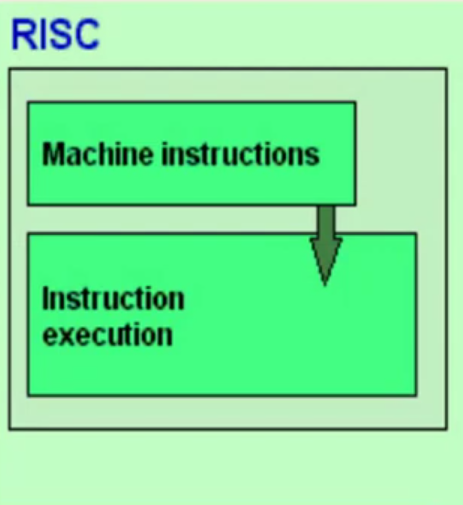 RISC
Machine instructions
Instruction
execution